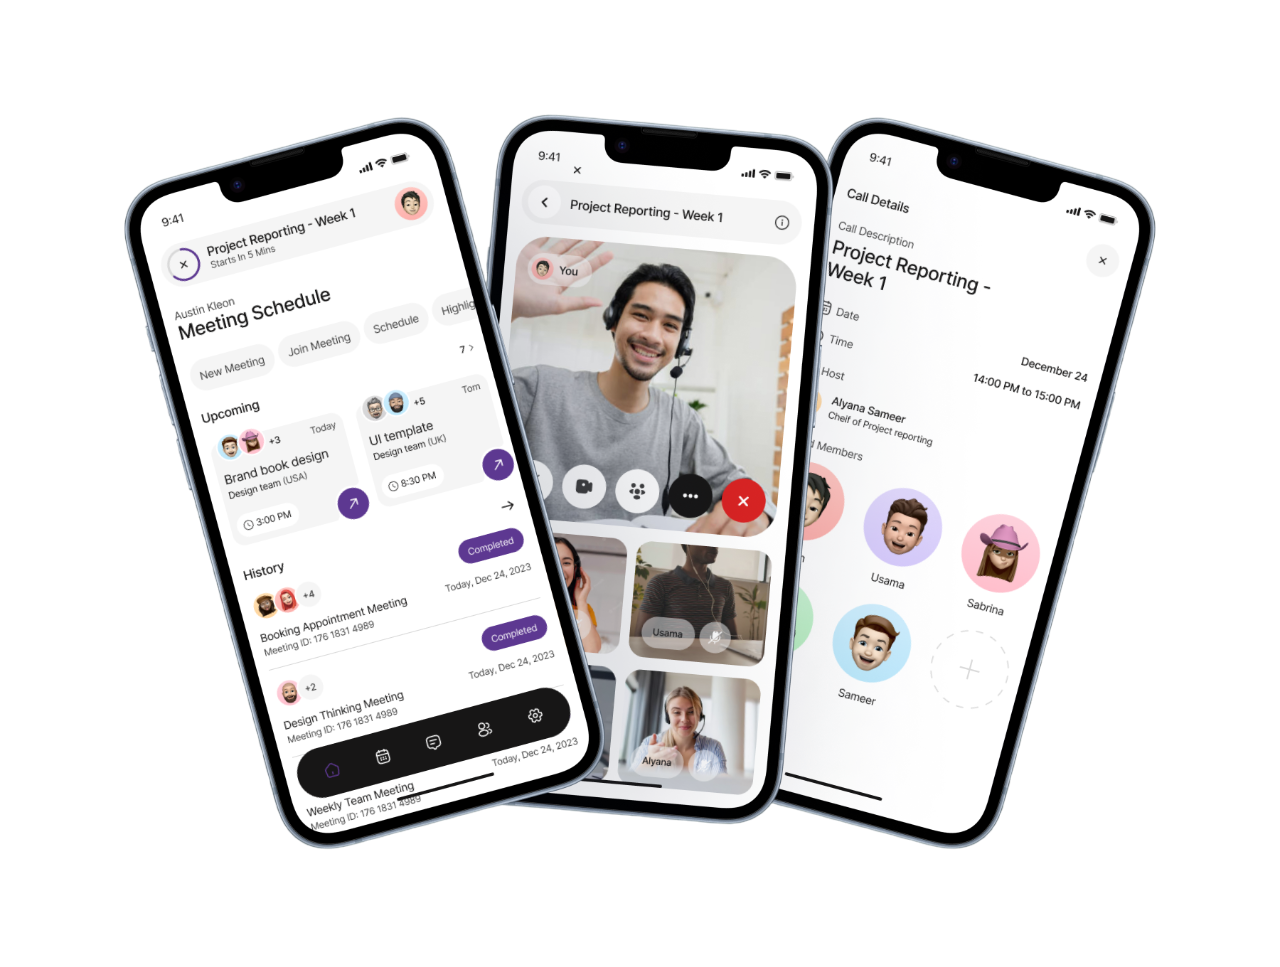 9:41
Project Reporting - Week 1
Starts In 5 Mins
Austin Kleon
Meeting Schedule
New Meeting
Join Meeting
Schedule
Highlig
7
Upcoming
+3
Today
Brand book design
Design team (USA)
3:00 PM
+5
Tom
UI template
Design team (UK)
8:30 PM
History
+4
Completed
Booking Appointment Meeting
Today, Dec 24, 2023
Meeting ID: 176 1831 4989
+2
Completed
Design Thinking Meeting
Today, Dec 24, 2023
Meeting ID: 176 1831 4989
Today, Dec 24, 2023
Weekly Team Meeting
Meeting ID: 176 1831 4989
9:41
Project Reporting - Week 1
You
Usama
Alyana
9:41
Call Details
Call Description
Project Reporting -
Week 1
Date
December 24
Time
14:00 PM to 15:00 PM
Host
Alyana Sameer
Cheif of Project reporting
Members
Usama
Sabrina
Sameer